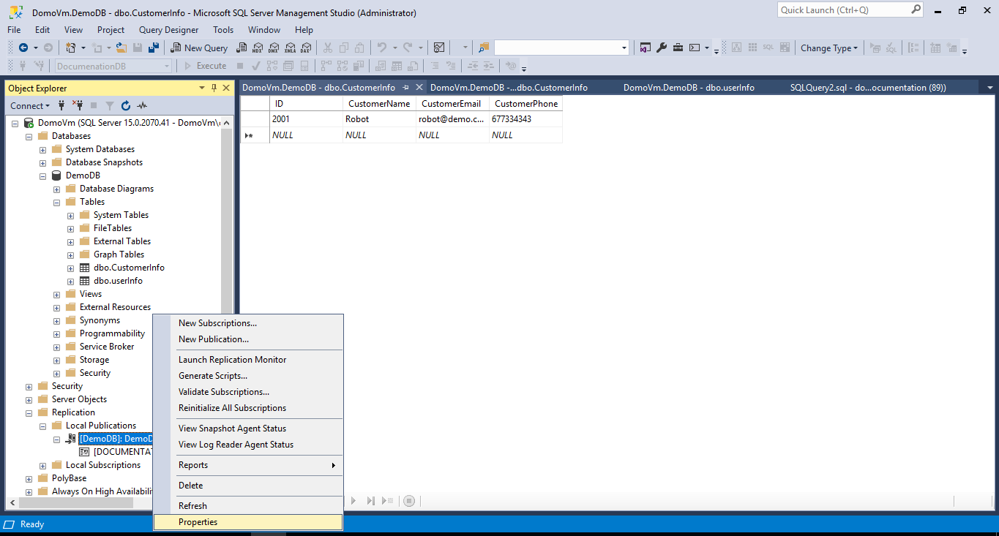 DomoVm.DemoDB - dbo.CustomerInfo - Microsoft SQL Server Management Studio (Administrator)
Quick Launch (Ctrl+Q)
File Edit View Project Query Designer Tools Window Help
New Query
MDX DMX XMLA DAX
SQL
Change Type
SQL
DocumenationDB
Execute
Object Explorer
DomoVm.DemoDB - dbo.CustomerInfo
DomoVm.DemoDB -...dbo.CustomerInfo
DomoVm.DemoDB - dbo.userInfo
SQLQuery2.sql - do...ocumentation (89))
Connect
DomoVm (SQL Server 15.0.2070.41 - DomoVm\
Databases
System Databases
Database Snapshots
DemoDB
Database Diagrams
Tables
System Tables
FileTables
External Tables
Graph Tables
dbo.CustomerInfo
dbo.userInfo
Views
External Resources
Synonyms
Programmability
Service Broker
Storage
Security
Security
Server Objects
Replication
Local Publications
[DemoDB]: DemoD
[DOCUMENTAT
Local Subscriptions
PolyBase
Always On High Availabili
ID CustomerName CustomerEmail CustomerPhone
2001 Robot robot@demo.c... 677334343
NULL NULL NULL NULL
New Subscriptions...
New Publication...
Launch Replication Monitor
Generate Scripts...
Validate Subscriptions...
Reinitialize All Subscriptions
View Snapshot Agent Status
View Log Reader Agent Status
Reports
Delete
Refresh
Properties
Ready